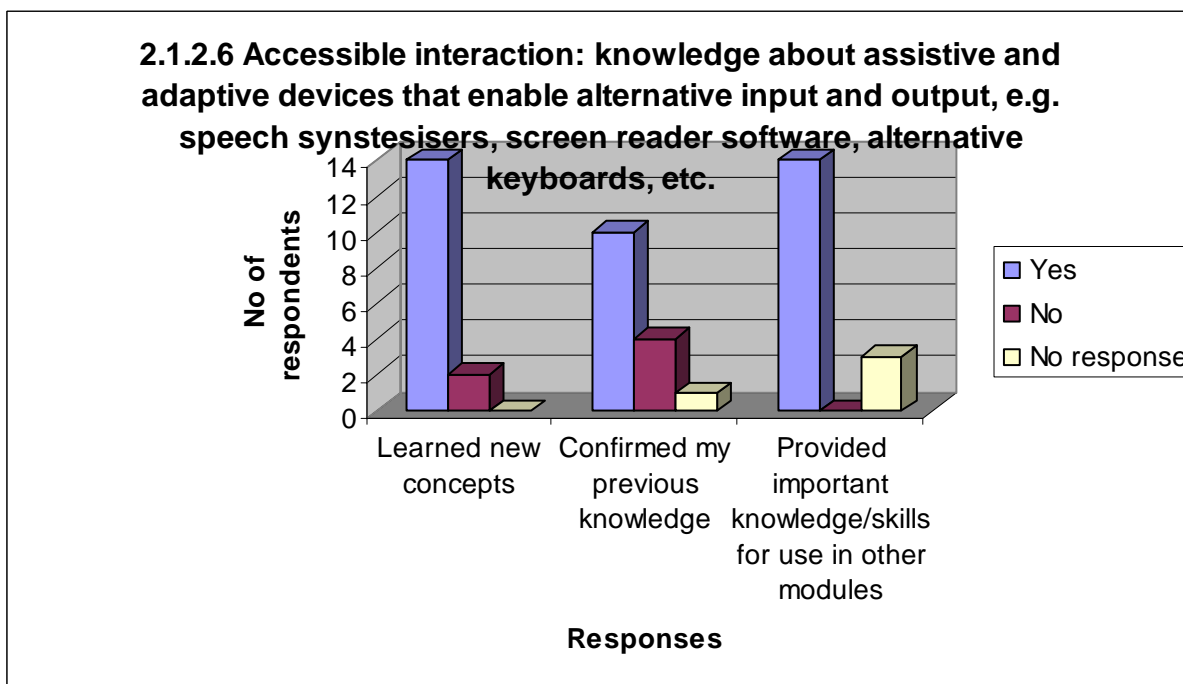 2.1.2.6 Accessible interaction: knowledge about assistive and
adaptive devices that enable alternative input and output, e.g.
speech synstesisers, screen reader software, alternative
keyboards, etc.
14
12
10
8
6
4
2
0
No of
respondents
Learned new
concepts
Confirmed my
previous
knowledge
Provided
important
knowledge/skills
for use in other
modules
Responses
Yes
No
No response